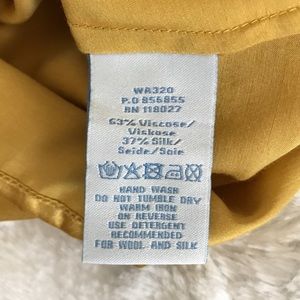 WA320
P.O 856855
RN 118027
63% Viscose/
Viskose
37% Silk/
Seide/Soie
HAND WASH
DO NOT TUMBLE DRY
WARM IRON
ON REVERSE
USE DETERGENT
RECOMMENDED
FOR WOOL AND SILK